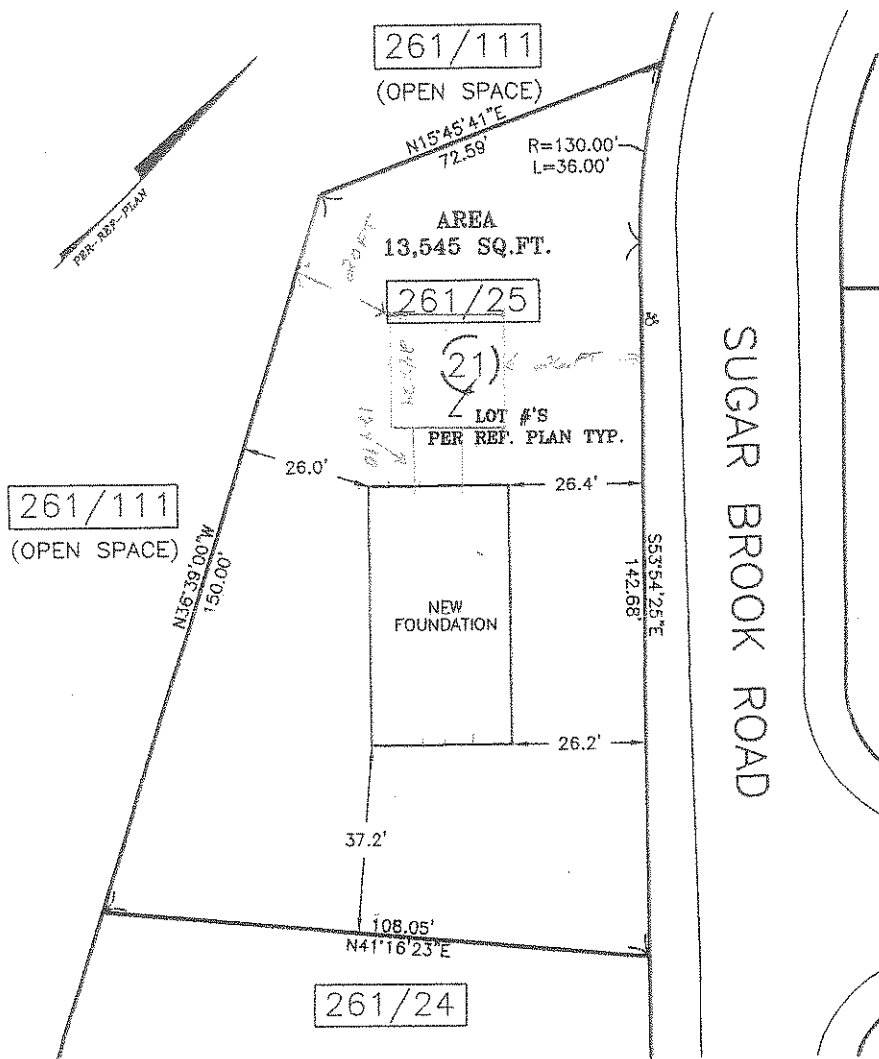 261/111
(OPEN SPACE)
N15°45'41"E
72.59'
R=130.00'
L=36.00'
PER-REF-PLAN
AREA
13,545 SQ.FT.
261/25
(21)
LOT #'S
PER REF. PLAN TYP.
26.0'
26.4'
261/111
(OPEN SPACE)
N36°39'00"W
150.00'
S53°54'25"E
142.68'
SUGAR BROOK ROAD
NEW
FOUNDATION
26.2'
37.2'
108.05'
N41°16'23"E
261/24